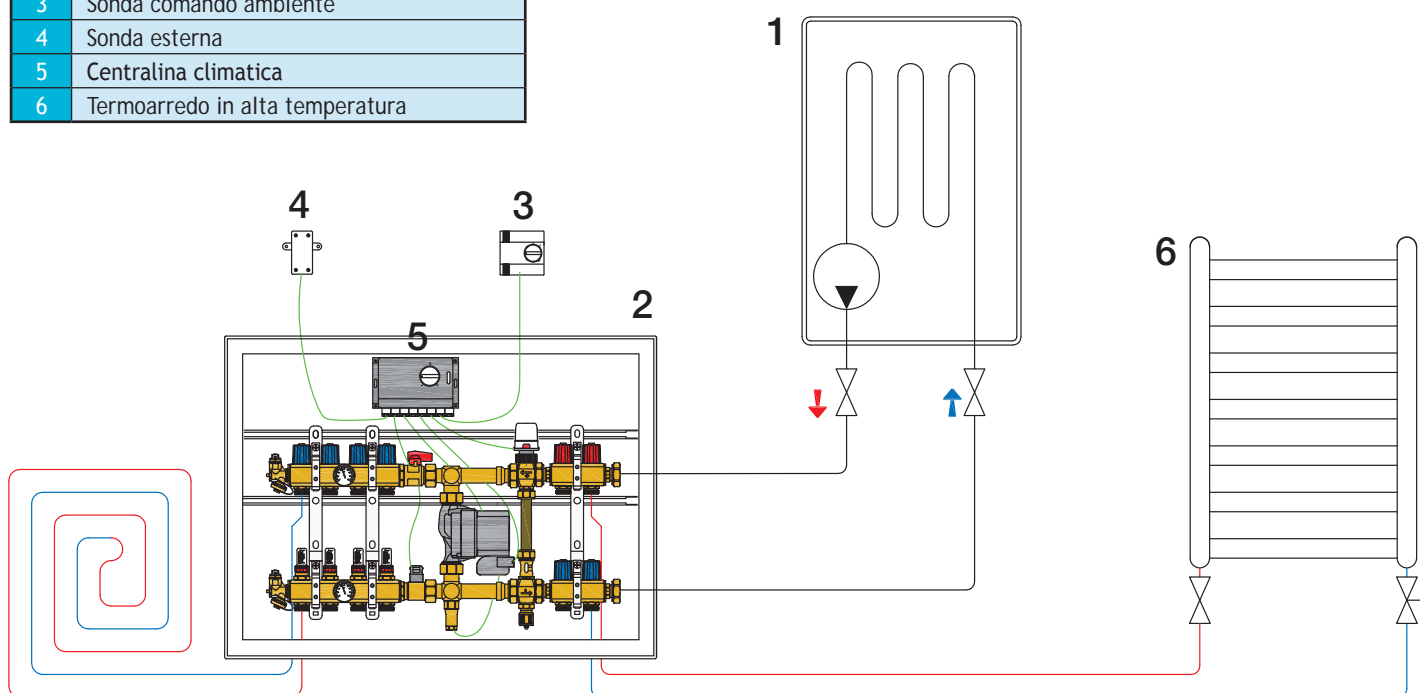 3 Sonda comando ambiente
4 Sonda esterna
5 Centralina climatica
6 Termoarredo in alta temperatura
1
4
3
2
6
5